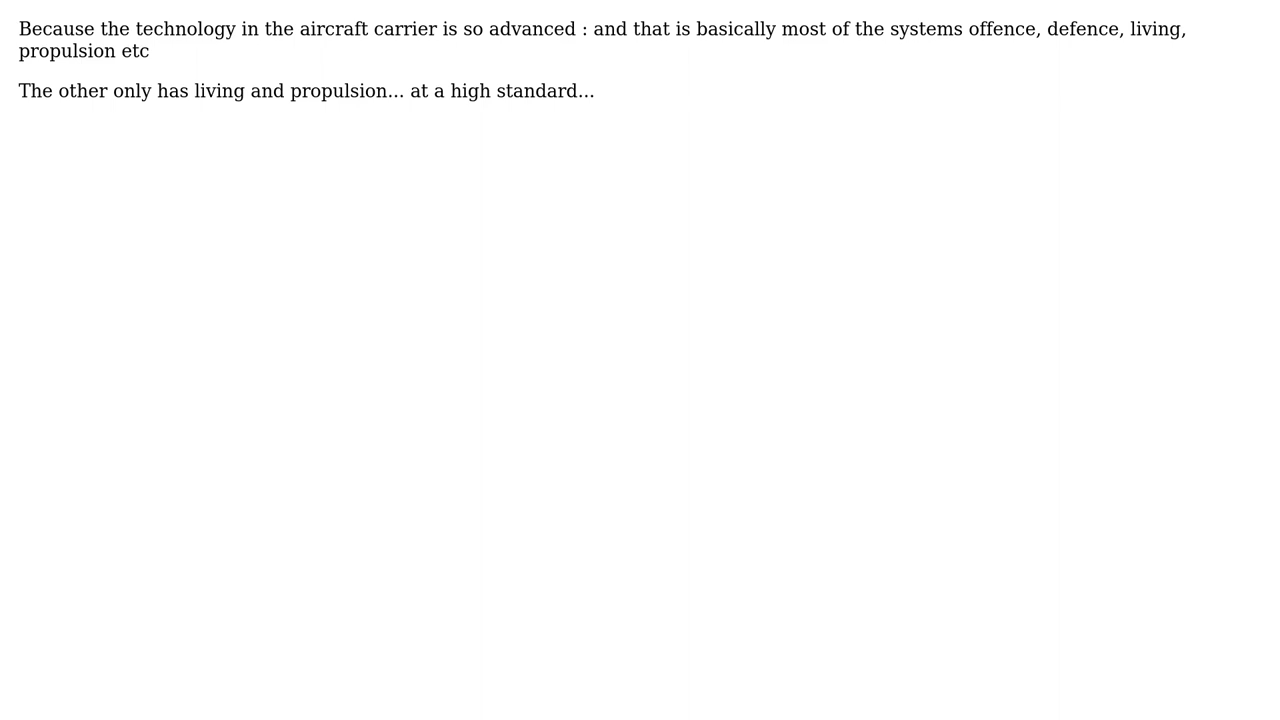 Because the technology in the aircraft carrier is so advanced : and that is basically most of the systems offence, defence, living,
propulsion etc
The other only has living and propulsion... at a high standard...